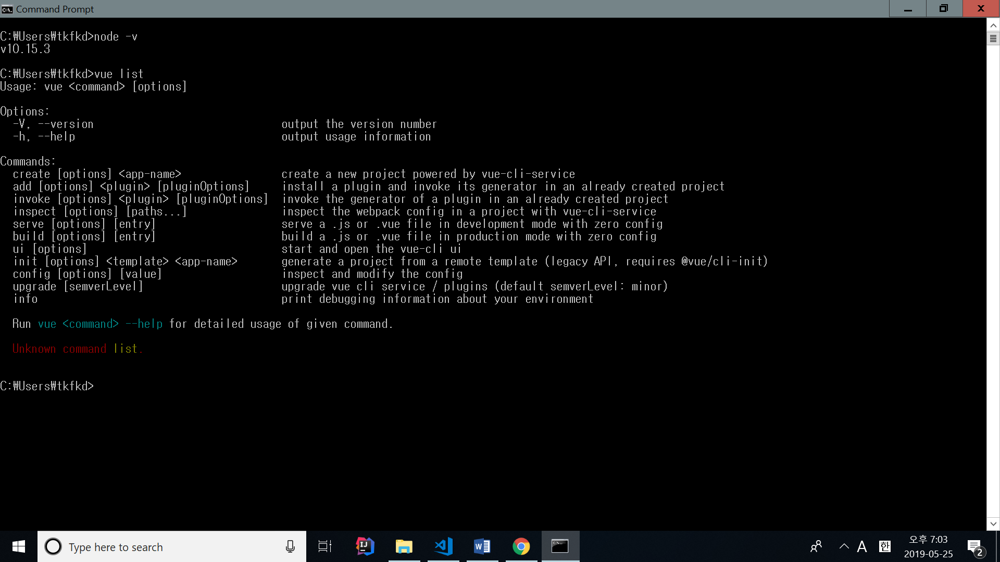 Command Prompt
C:₩Users₩tkfkd>node -v
v10.15.3
C:₩Users₩tkfkd>vue list
Usage: vue <command> [options]
Options:
-V, --version output the version number
-h, --help output usage information
Commands:
create [options] <app-name> create a new project powered by vue-cli-service
add [options] <plugin> [pluginOptions] install a plugin and invoke its generator in an already created project
invoke [options] <plugin> [pluginOptions] invoke the generator of a plugin in an already created project
inspect [options] [paths...] inspect the webpack config in a project with vue-cli-service
serve [options] [entry] serve a .js or .vue file in development mode with zero config
build [options] [entry] build a .js or .vue file in production mode with zero config
ui [options] start and open the vue-cli ui
init [options] <template> <app-name> generate a project from a remote template (legacy API, requires @vue/cli-init)
config [options] [value] inspect and modify the config
upgrade [semverLevel] upgrade vue cli service / plugins (default semverLevel: minor)
info print debugging information about your environment
Run vue <command> --help for detailed usage of given command.
Unknown command list.
C:₩Users₩tkfkd>
Type here to search
IJ
A
한
오후 7:03
2019-05-25
2